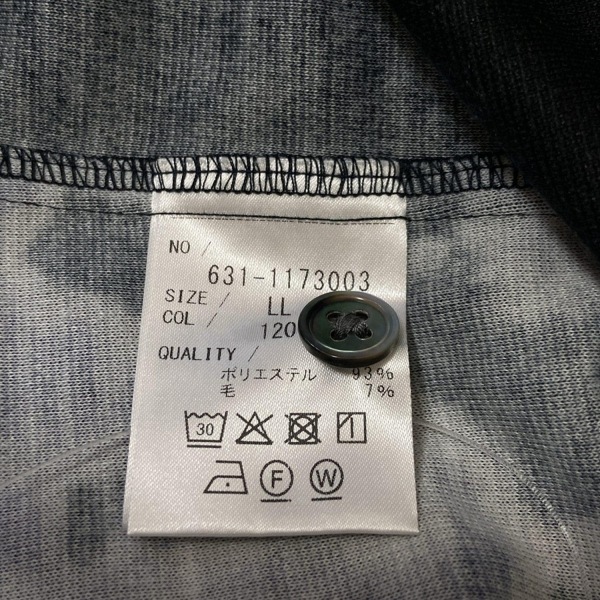 NO / 631-1173003
SIZE / LL
COL / 120
QUALITY /
ポリエステル 93%
毛 7%
30
F W